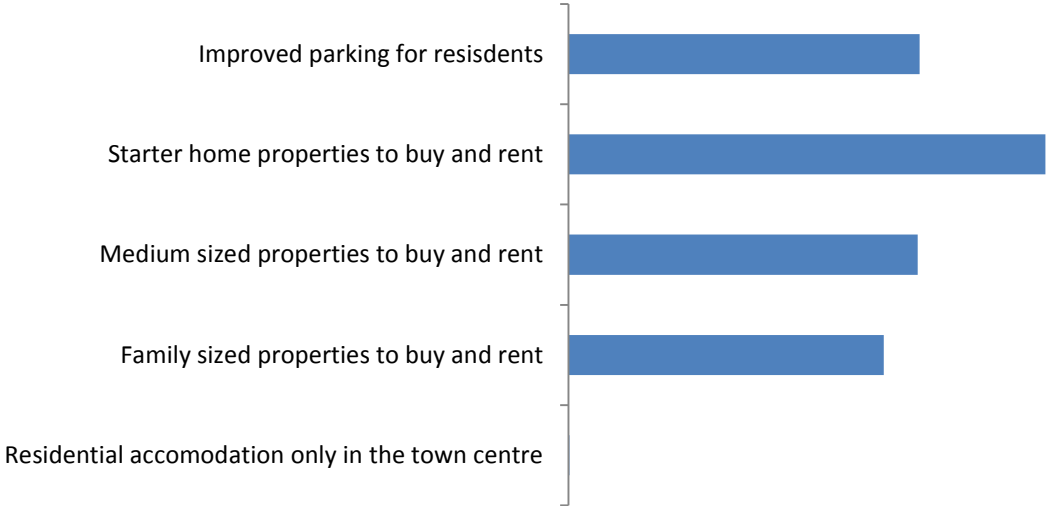 Improved parking for resisdents
Starter home properties to buy and rent
Medium sized properties to buy and rent
Family sized properties to buy and rent
Residential accomodation only in the town centre